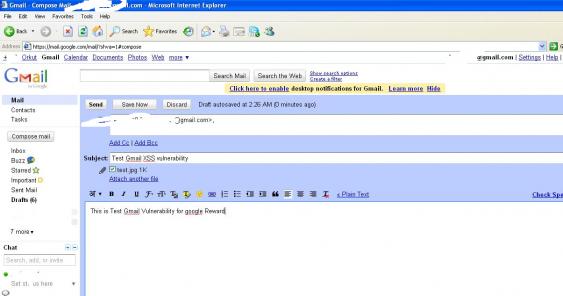 Gmail - Compose Ma
gmail.com - Microsoft Internet Explorer
File Edit View Favorites Tools Help
Back Search Favorites
Address https://mail.google.com/mail/?shva=1#compose Go
Orkut Gmail Calendar Documents Photos Web more ▼
@gmail.com | Settings | Help |
Gmail
Search Mail Search the Web Show search options
Create a filter
Click here to enable desktop notifications for Gmail. Learn more Hide
Mail
Contacts
Tasks
Compose mail
Inbox
Buzz
Starred
Important
Sent Mail
Drafts (6)
7 more ▼
Chat
Search, add, or invite
Set st us here
Send Save Now Discard Draft autosaved at 2:26 AM (0 minutes ago)
@gmail.com>,
Add Cc | Add Bcc
Subject: Test Gmail XSS vulnerability
test.jpg 1K
Attach another file
« Plain Text
Check Spe
This is Test Gmail Vulnerability for google Reward